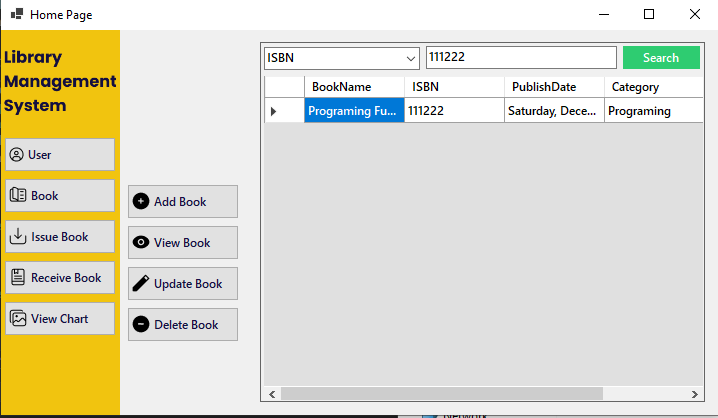 Home Page
Library
Management
System
User
Book
Issue Book
Receive Book
View Chart
Add Book
View Book
Update Book
Delete Book
ISBN 111222 Search
BookName ISBN PublishDate Category
Programing Fu... 111222 Saturday, Dece... Programing